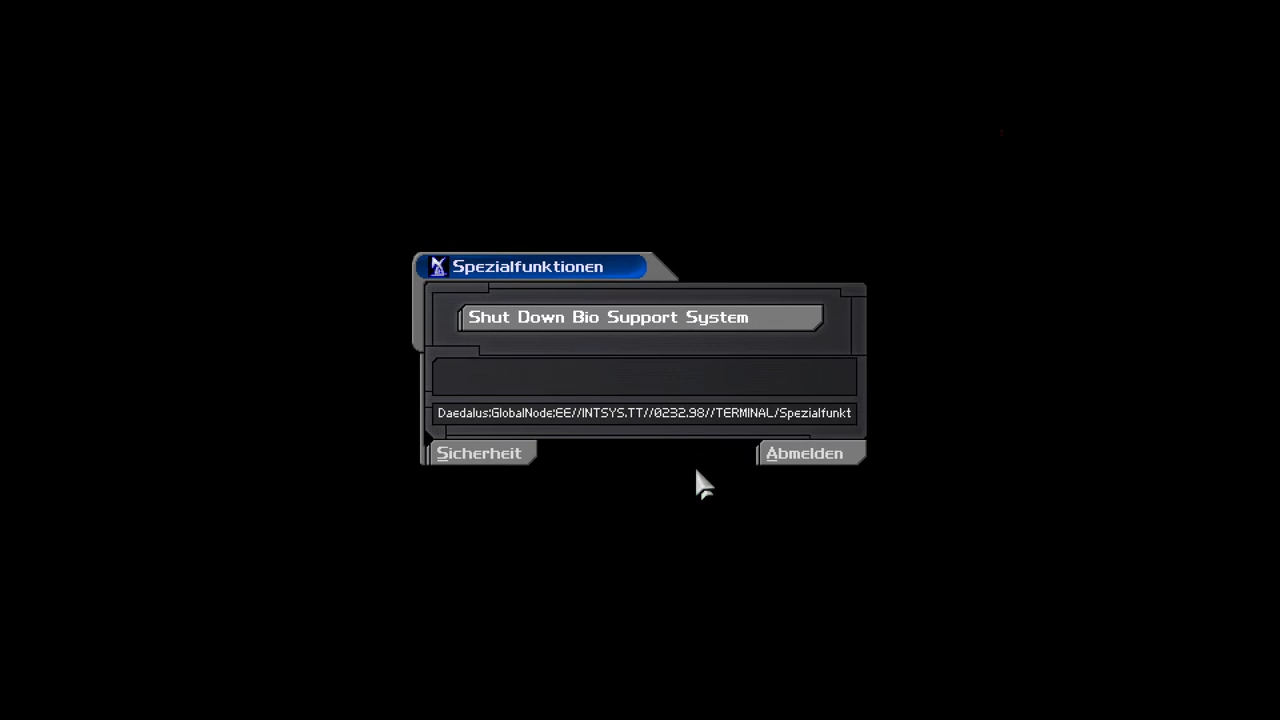 Spezialfunktionen
Shut Down Bio Support System
Daedalus:GlobalNode:EE//INTSYS.TT//0232.98//TERMINAL/Spezialfunkt
Sicherheit
Abmelden